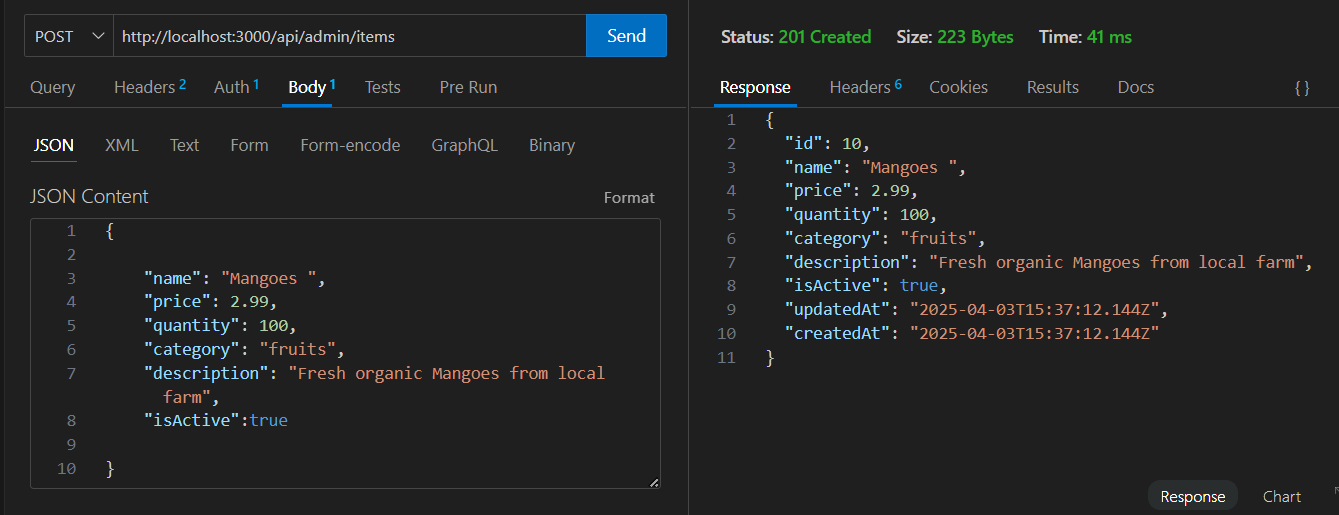 POST http://localhost:3000/api/admin/items Send
Query Headers 2 Auth 1 Body 1 Tests Pre Run
JSON XML Text Form Form-encode GraphQL Binary
JSON Content Format
1 {
2
3 "name": "Mangoes ",
4 "price": 2.99,
5 "quantity": 100,
6 "category": "fruits",
7 "description": "Fresh organic Mangoes from local
farm",
8 "isActive":true
9
10 }
Status: 201 Created Size: 223 Bytes Time: 41 ms
Response Headers 6 Cookies Results Docs {}
1 {
2 "id": 10,
3 "name": "Mangoes ",
4 "price": 2.99,
5 "quantity": 100,
6 "category": "fruits",
7 "description": "Fresh organic Mangoes from local farm",
8 "isActive": true,
9 "updatedAt": "2025-04-03T15:37:12.144Z",
10 "createdAt": "2025-04-03T15:37:12.144Z"
11 }
Response Chart